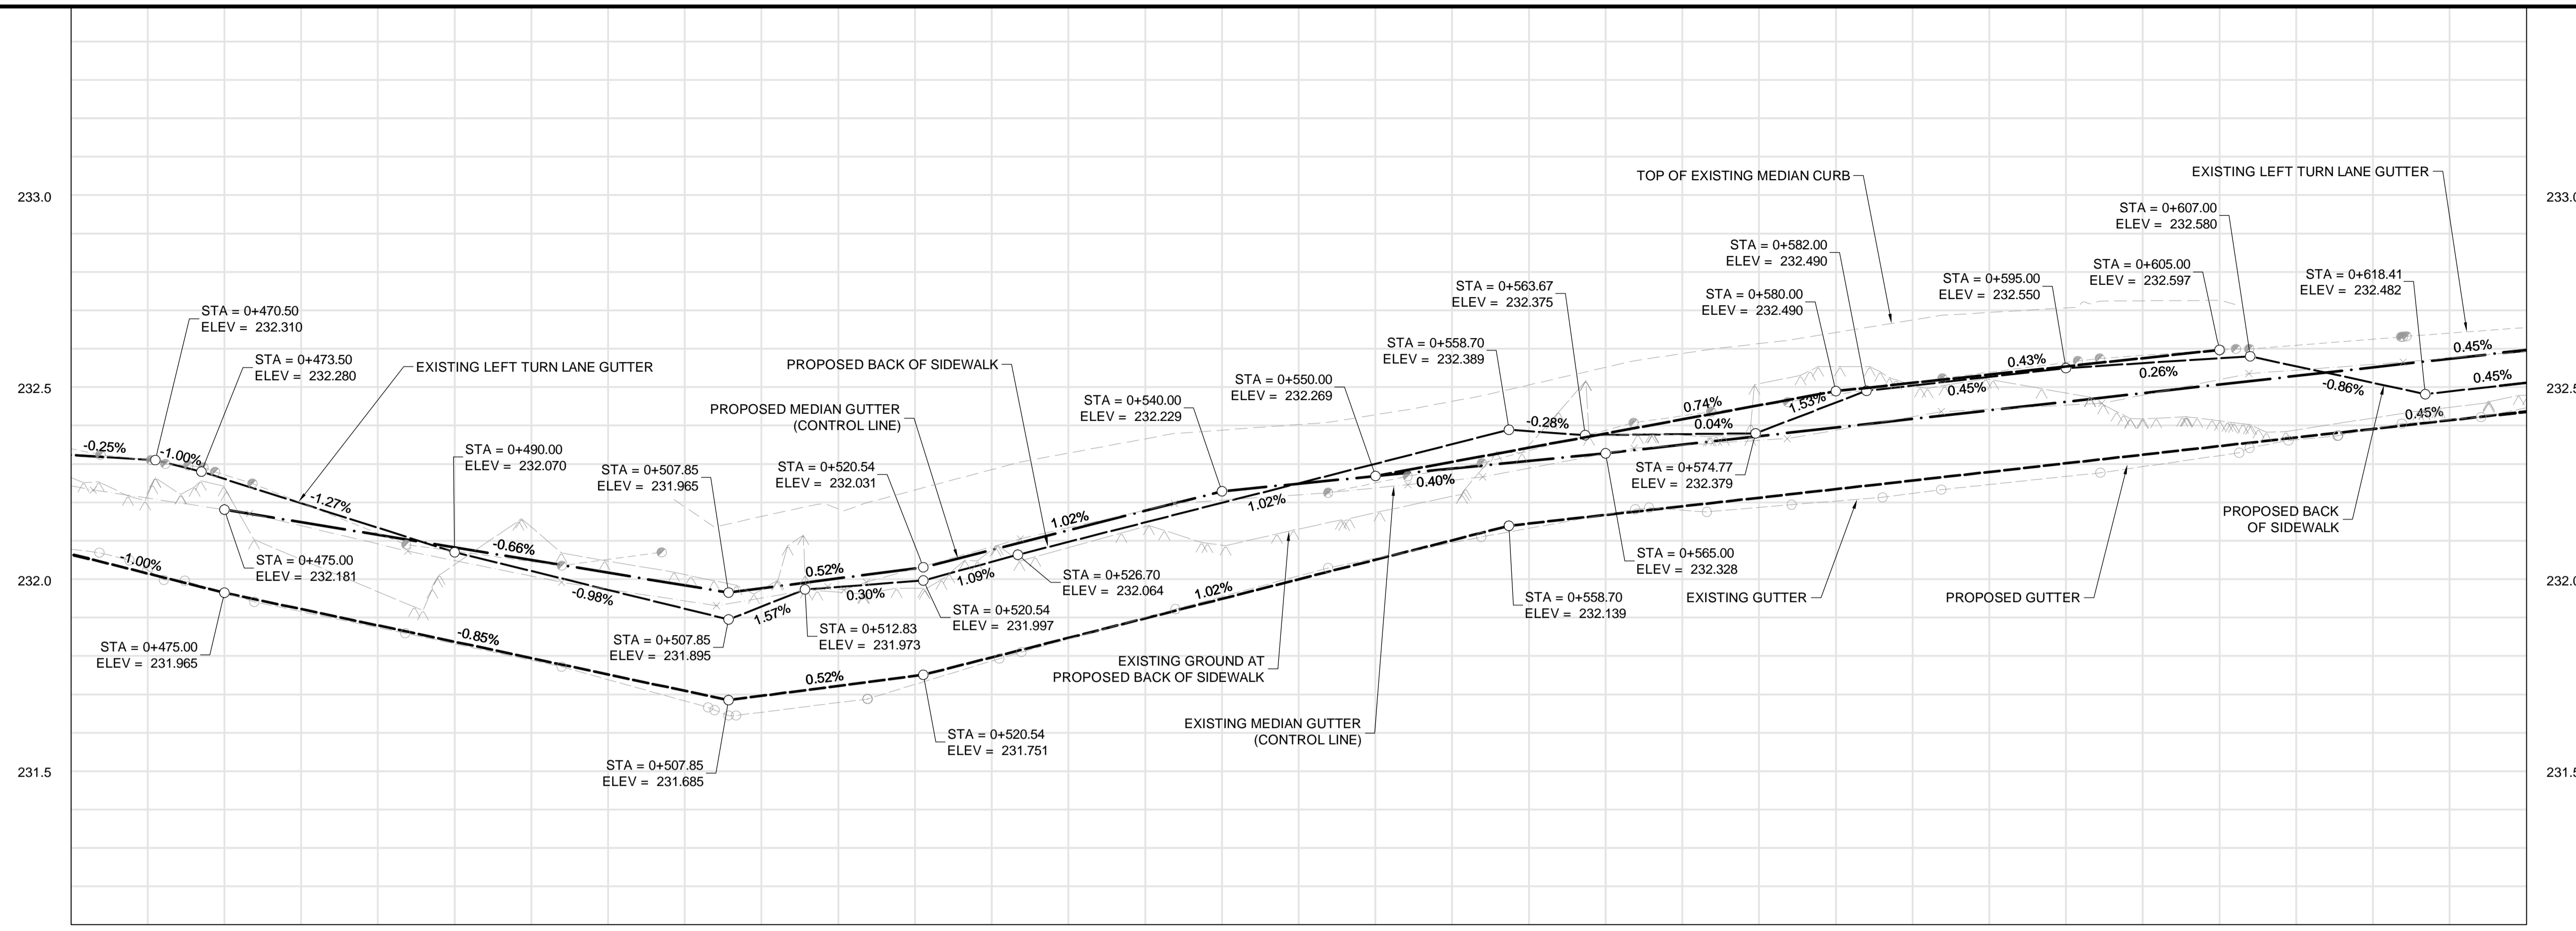 TOP OF EXISTING MEDIAN CURB
EXISTING LEFT TURN LANE GUTTER
233.0
233.0
STA = 0+607.00
ELEV = 232.580
STA = 0+582.00
ELEV = 232.490
STA = 0+605.00
ELEV = 232.597
STA = 0+618.41
ELEV = 232.482
STA = 0+595.00
ELEV = 232.550
STA = 0+563.67
ELEV = 232.375
STA = 0+580.00
ELEV = 232.490
STA = 0+470.50
ELEV = 232.310
STA = 0+558.70
ELEV = 232.389
STA = 0+473.50
ELEV = 232.280
EXISTING LEFT TURN LANE GUTTER
PROPOSED BACK OF SIDEWALK
0.45%
0.43%
0.26%
0.45%
0.45%
-0.86%
232.5
STA = 0+550.00
ELEV = 232.269
STA = 0+540.00
ELEV = 232.229
PROPOSED MEDIAN GUTTER
(CONTROL LINE)
0.74%
1.53%
0.45%
-0.28%
0.04%
-0.25%
-1.00%
STA = 0+490.00
ELEV = 232.070
STA = 0+507.85
ELEV = 231.965
STA = 0+520.54
ELEV = 232.031
STA = 0+574.77
ELEV = 232.379
0.40%
-1.27%
1.02%
1.02%
PROPOSED BACK
OF SIDEWALK
-0.66%
-1.00%
STA = 0+475.00
ELEV = 232.181
0.52%
1.09%
STA = 0+526.70
ELEV = 232.064
STA = 0+565.00
ELEV = 232.328
232.0
232.0
-0.98%
0.30%
1.02%
1.57%
STA = 0+520.54
ELEV = 231.997
STA = 0+558.70
ELEV = 232.139
EXISTING GUTTER
PROPOSED GUTTER
-0.85%
STA = 0+475.00
ELEV = 231.965
STA = 0+507.85
ELEV = 231.895
STA = 0+512.83
ELEV = 231.973
EXISTING GROUND AT
PROPOSED BACK OF SIDEWALK
0.52%
EXISTING MEDIAN GUTTER
(CONTROL LINE)
STA = 0+520.54
ELEV = 231.751
231.5
STA = 0+507.85
ELEV = 231.685